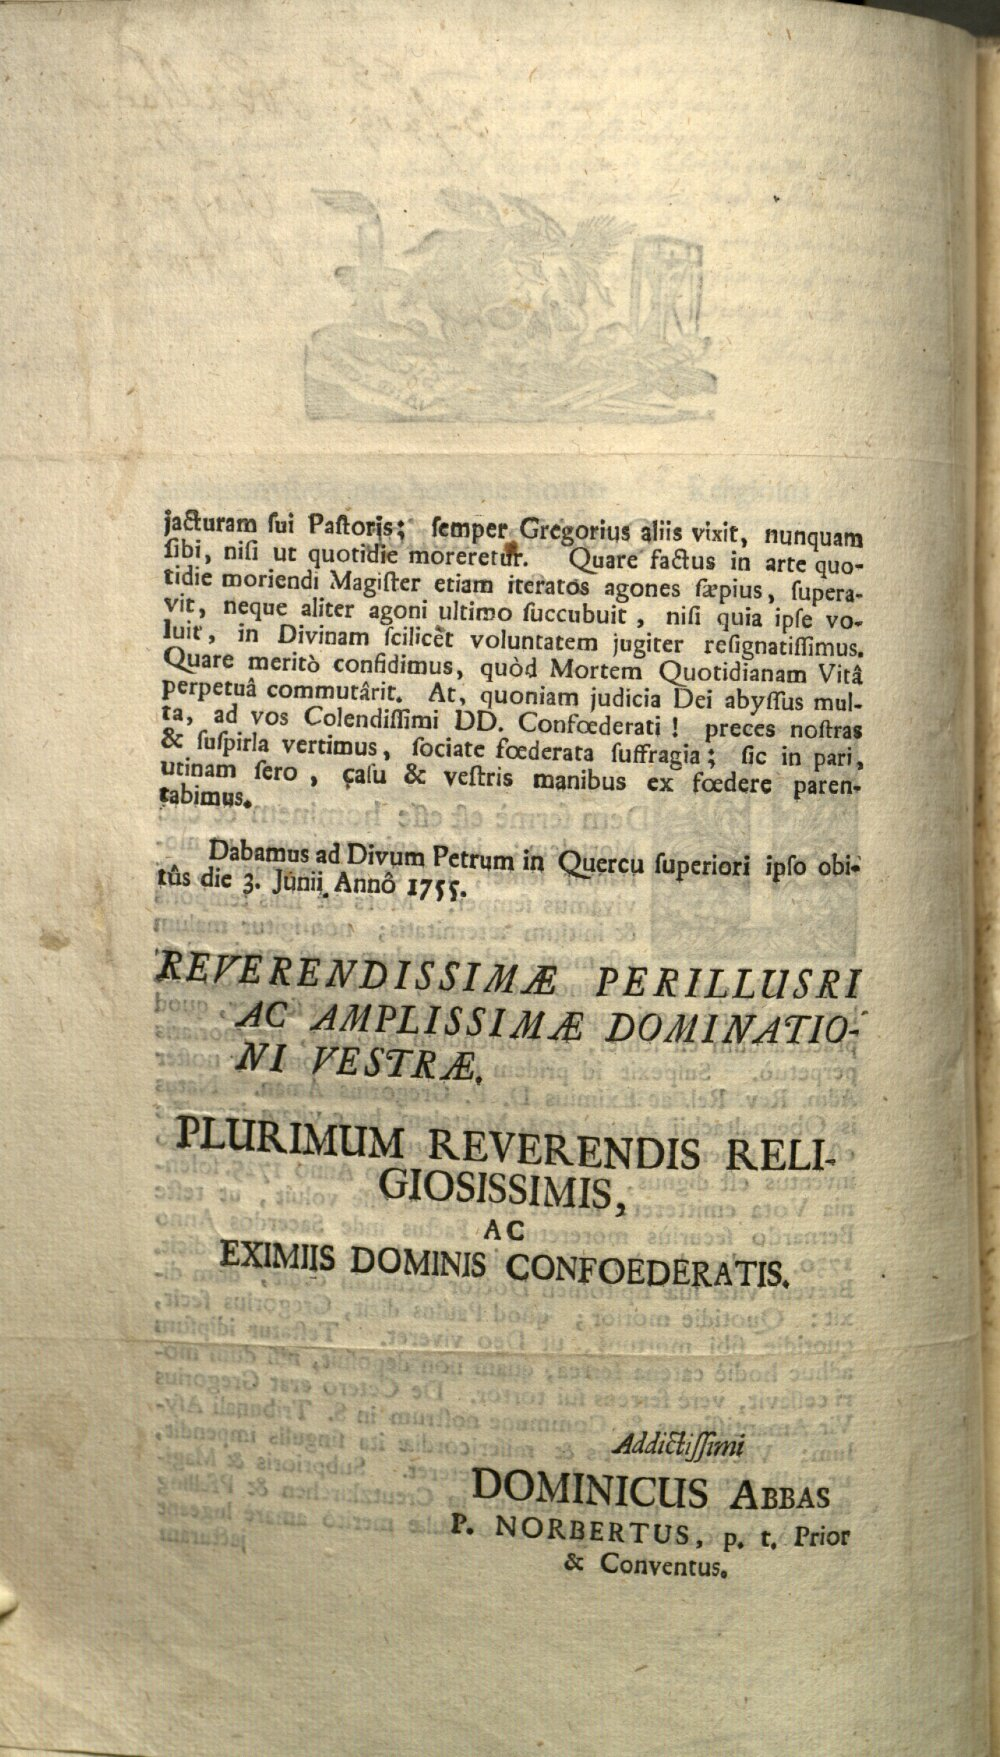 jacturam sui Pastoris; semper Gregorius aliis vixit, nunquam
sibi, nisi ut quotidie moreretur. Quare factus in arte quo-
tidie moriendi Magister etiam iteratos agones sæpius, supera-
vit, neque aliter agoni ultimo succubuit, nisi quia ipse vo-
luit, in Divinam scilicèt voluntatem jugiter resignatissimus.
Quare meritò confidimus, quòd Mortem Quotidianam Vitâ
perpetuâ commutârit. At, quoniam judicia Dei abyssus mul-
ta, ad vos Colendissimi DD. Confœderati! preces nostras
& suspiria vertimus, sociate fœderata suffragia; sic in pari,
utinam sero, casu & vestris manibus ex fœdere paren-
tabimus.
Dabamus ad Divum Petrum in Quercu superiori ipso obi-
tûs die 3. Junii Annô 1755.
REVERENDISSIMÆ PERILLUSRI
AC AMPLISSIMÆ DOMINATIO-
NI VESTRÆ.
PLURIMUM REVERENDIS RELI-
GIOSISSIMIS,
AC
EXIMIIS DOMINIS CONFOEDERATIS.
Addictissimi
DOMINICUS ABBAS
P. NORBERTUS, p. t. Prior
& Conventus.